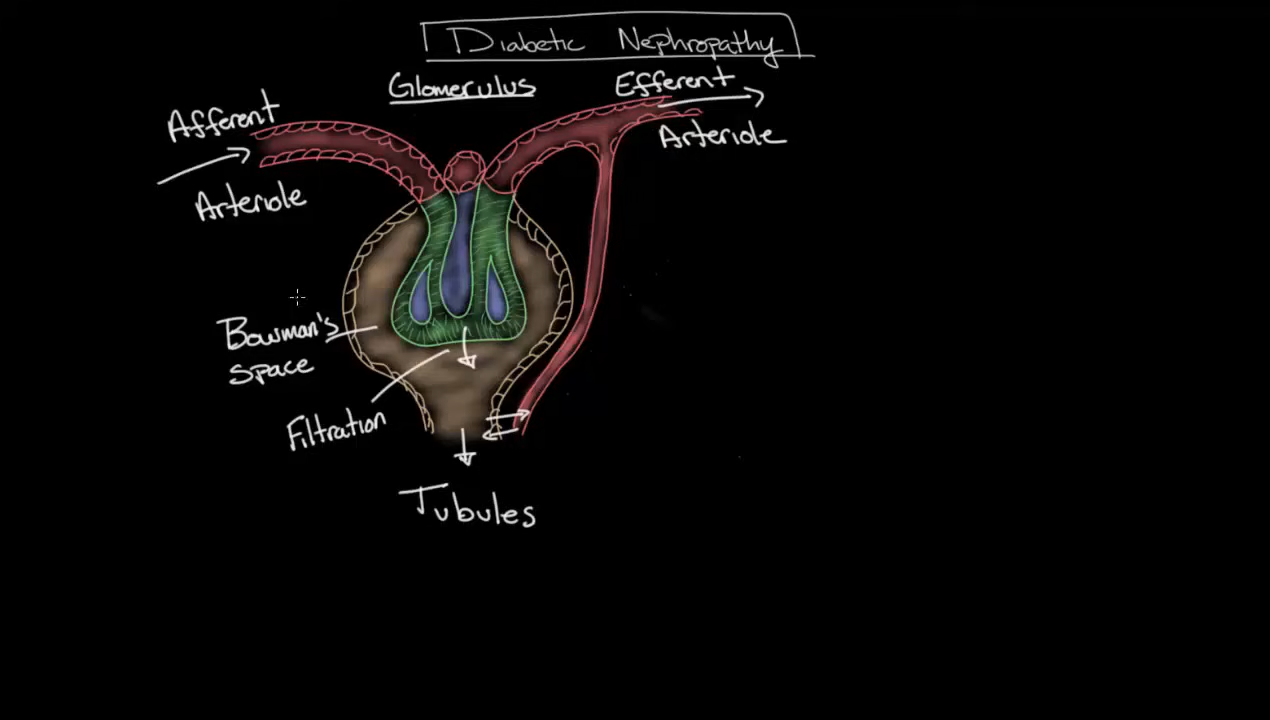 Diabetic Nephropathy
Glomerulus
Efferent
Arteriole
Afferent
Arteriole
Bowman's
space
Filtration
Tubules